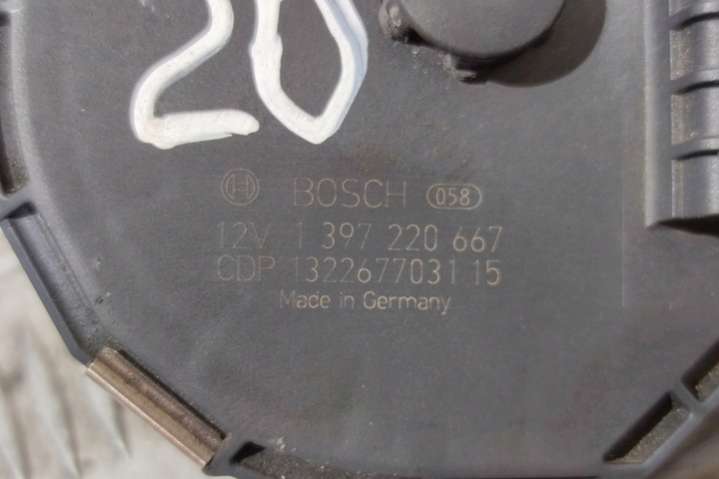 20
BOSCH 058
12V 1 397 220 667
CDP 1322677031 15
Made in Germany